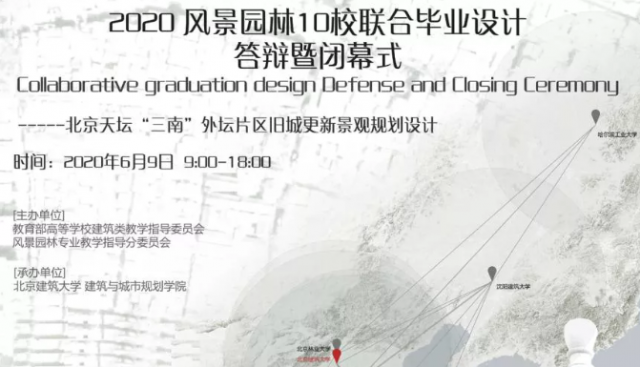 2020 风景园林10校联合毕业设计
答辩暨闭幕式
Collaborative graduation design Defense and Closing Ceremony
-----北京天坛“三南”外坛片区旧城更新景观规划设计
时间：2020年6月9日 9:00-18:00
哈尔滨工业大学
[主办单位]
教育部高等学校建筑类教学指导委员会
风景园林专业教学指导分委员会
[承办单位]
北京建筑大学 建筑与城市规划学院
沈阳建筑大学
北京林业大学
北京建筑大学